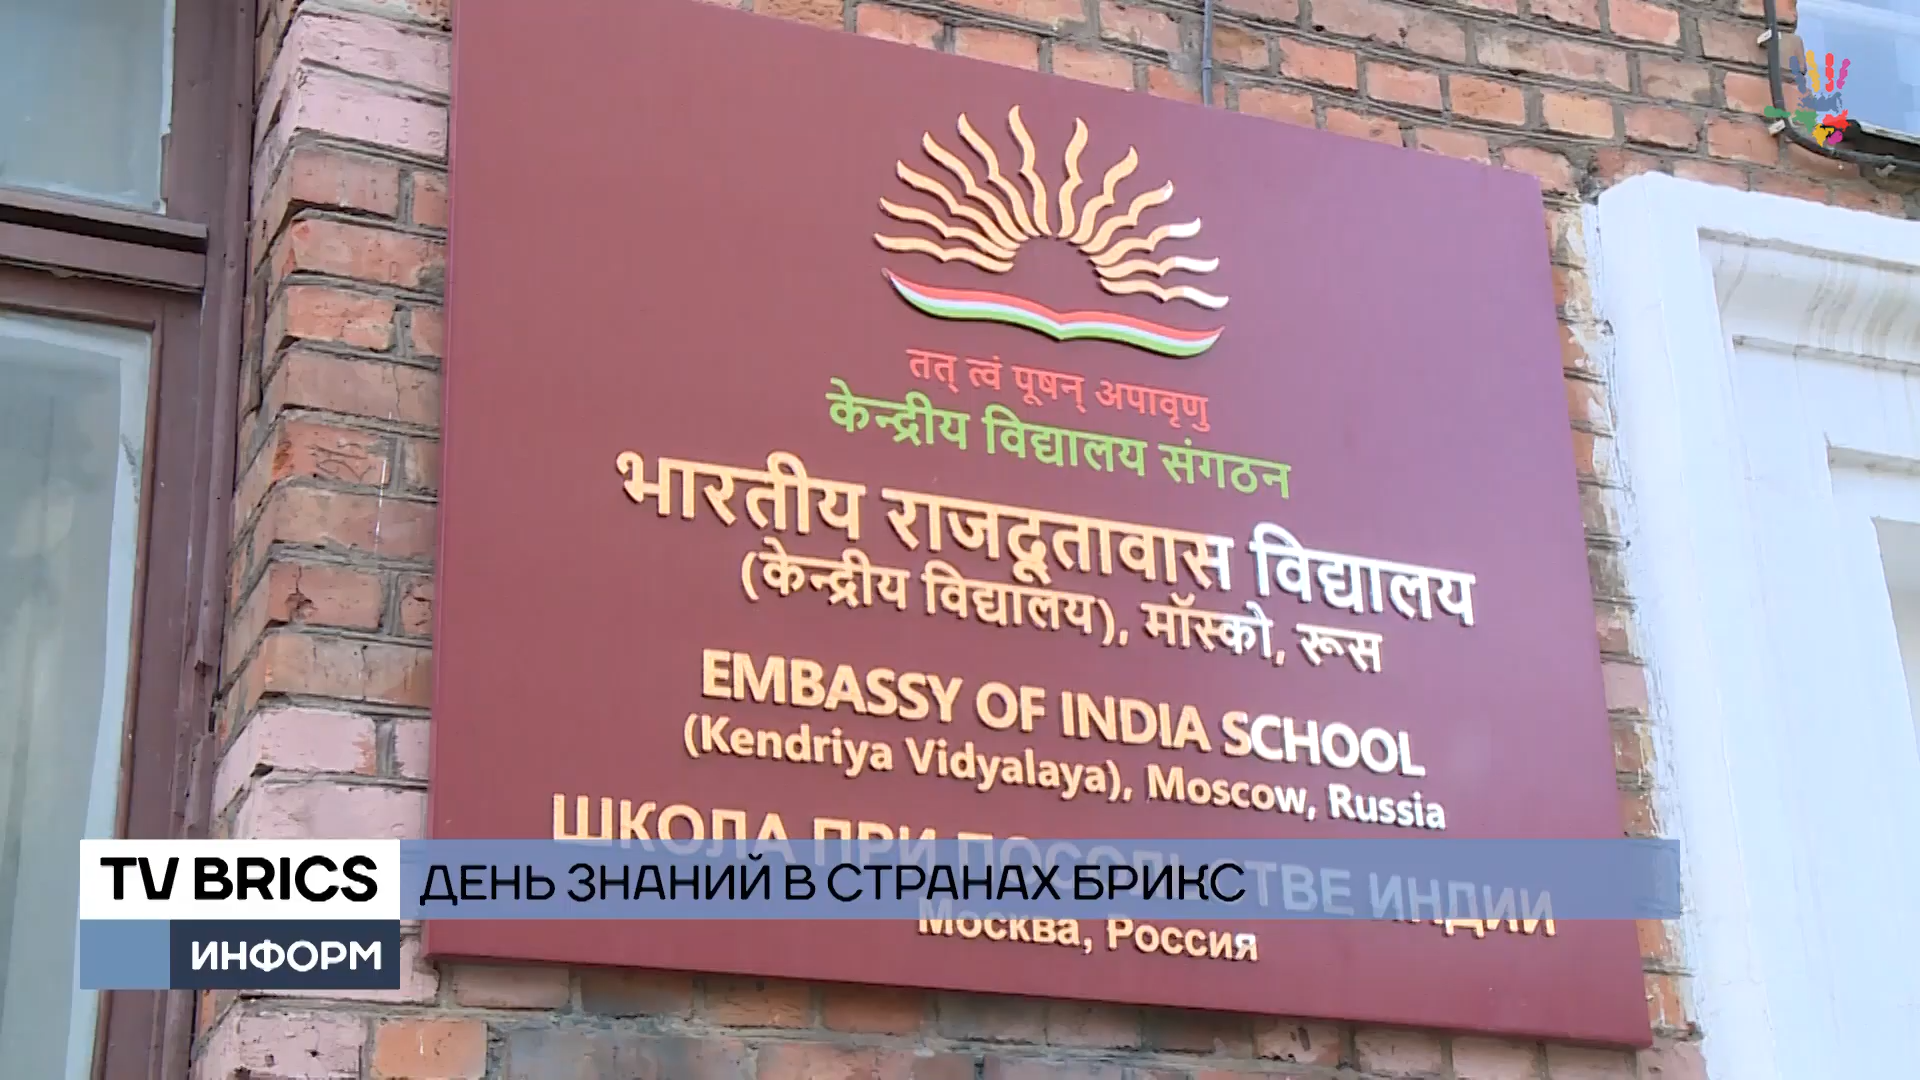 तत् त्वं पूषन् अपावृणु
केन्द्रीय विद्यालय संगठन
भारतीय राजदूतावास विद्यालय
(केन्द्रीय विद्यालय), मॉस्को, रूस
EMBASSY OF INDIA SCHOOL
(Kendriya Vidyalaya), Moscow, Russia
ШКОЛА ПРИ ПОСОЛЬСТВЕ ИНДИИ
Москва, Россия
TV BRICS
ДЕНЬ ЗНАНИЙ В СТРАНАХ БРИКС
ИНФОРМ